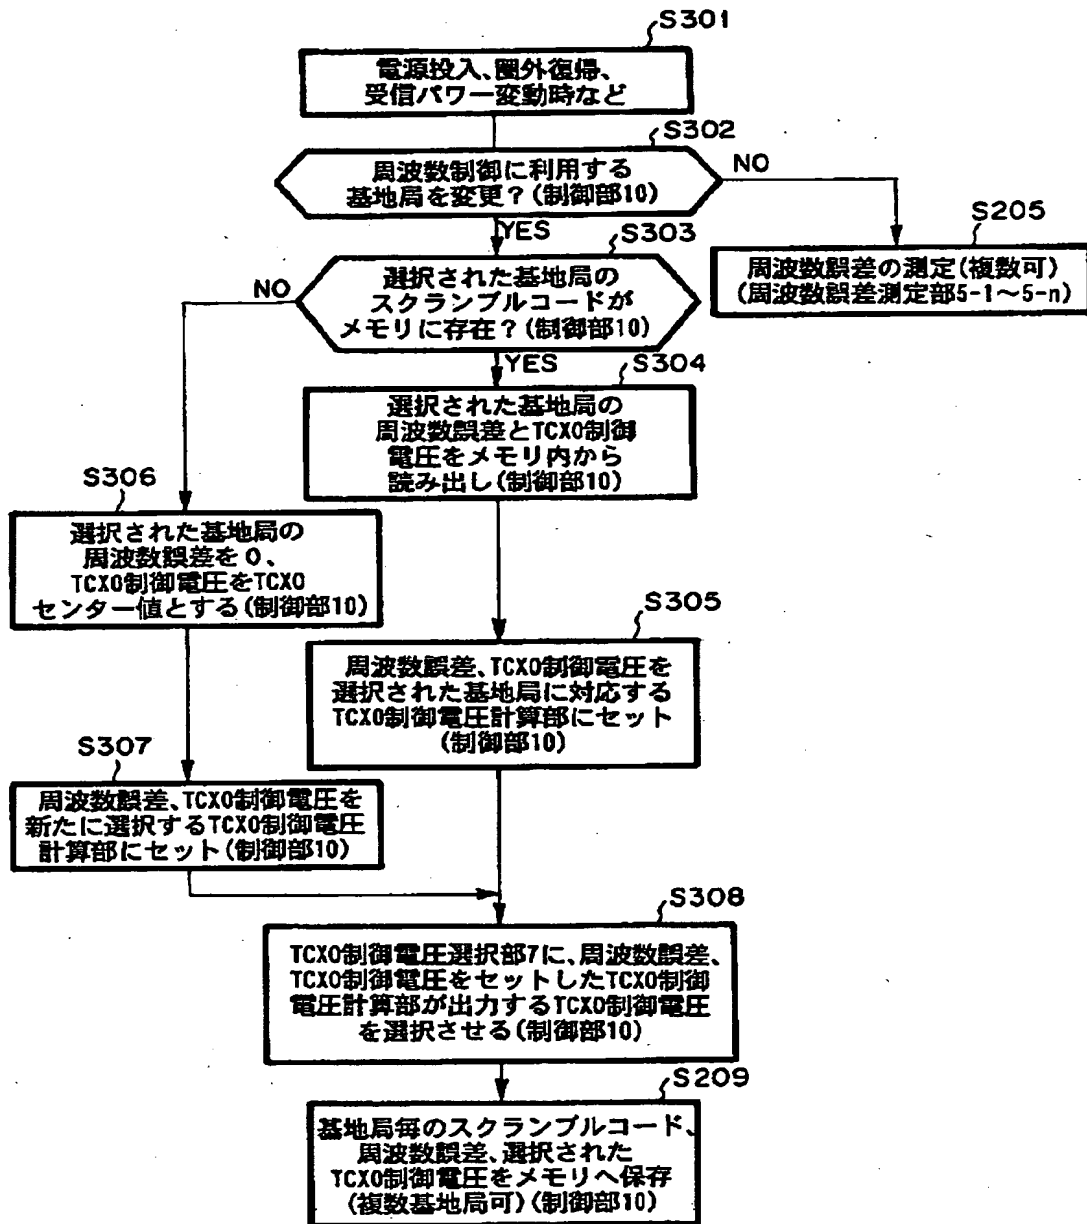 S301
電源投入、圏外復帰、
受信パワー変動時など
S302
周波数制御に利用する
基地局を変更?(制御部10)
NO
YES
S205
周波数誤差の測定(複数可)
(周波数誤差測定部5-1～5-n)
S303
選択された基地局の
スクランブルコードが
メモリに存在?(制御部10)
NO
YES
S304
選択された基地局の
周波数誤差とTCXO制御
電圧をメモリ内から
読み出し(制御部10)
S306
選択された基地局の
周波数誤差を0、
TCXO制御電圧をTCXO
センター値とする(制御部10)
S305
周波数誤差、TCXO制御電圧を
選択された基地局に対応する
TCXO制御電圧計算部にセット
(制御部10)
S307
周波数誤差、TCXO制御電圧を
新たに選択するTCXO制御電圧
計算部にセット(制御部10)
S308
TCXO制御電圧選択部7に、周波数誤差、
TCXO制御電圧をセットしたTCXO制御
電圧計算部が出力するTCXO制御電圧
を選択させる(制御部10)
S209
基地局毎のスクランブルコード、
周波数誤差、選択された
TCXO制御電圧をメモリへ保存
(複数基地局可)(制御部10)